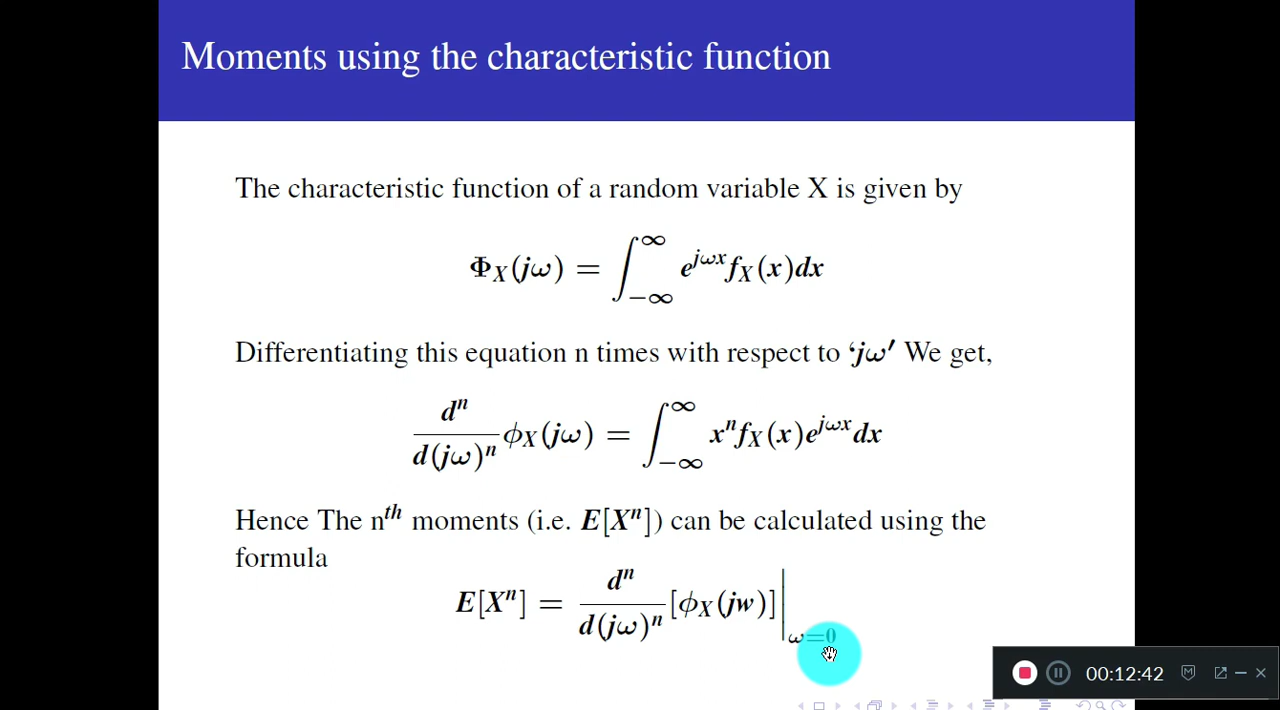 Moments using the characteristic function
The characteristic function of a random variable X is given by
Φ_X(jω) = ∫_{−∞}^{∞} e^{jωx} f_X(x)dx
Differentiating this equation n times with respect to ‘jω′ We get,
d^n/d(jω)^n ϕ_X(jω) = ∫_{−∞}^{∞} x^n f_X(x)e^{jωx}dx
Hence The n^{th} moments (i.e. E[X^n]) can be calculated using the
formula
E[X^n] = d^n/d(jω)^n [ϕ_X(jw)]|_{ω=0}
00:12:42